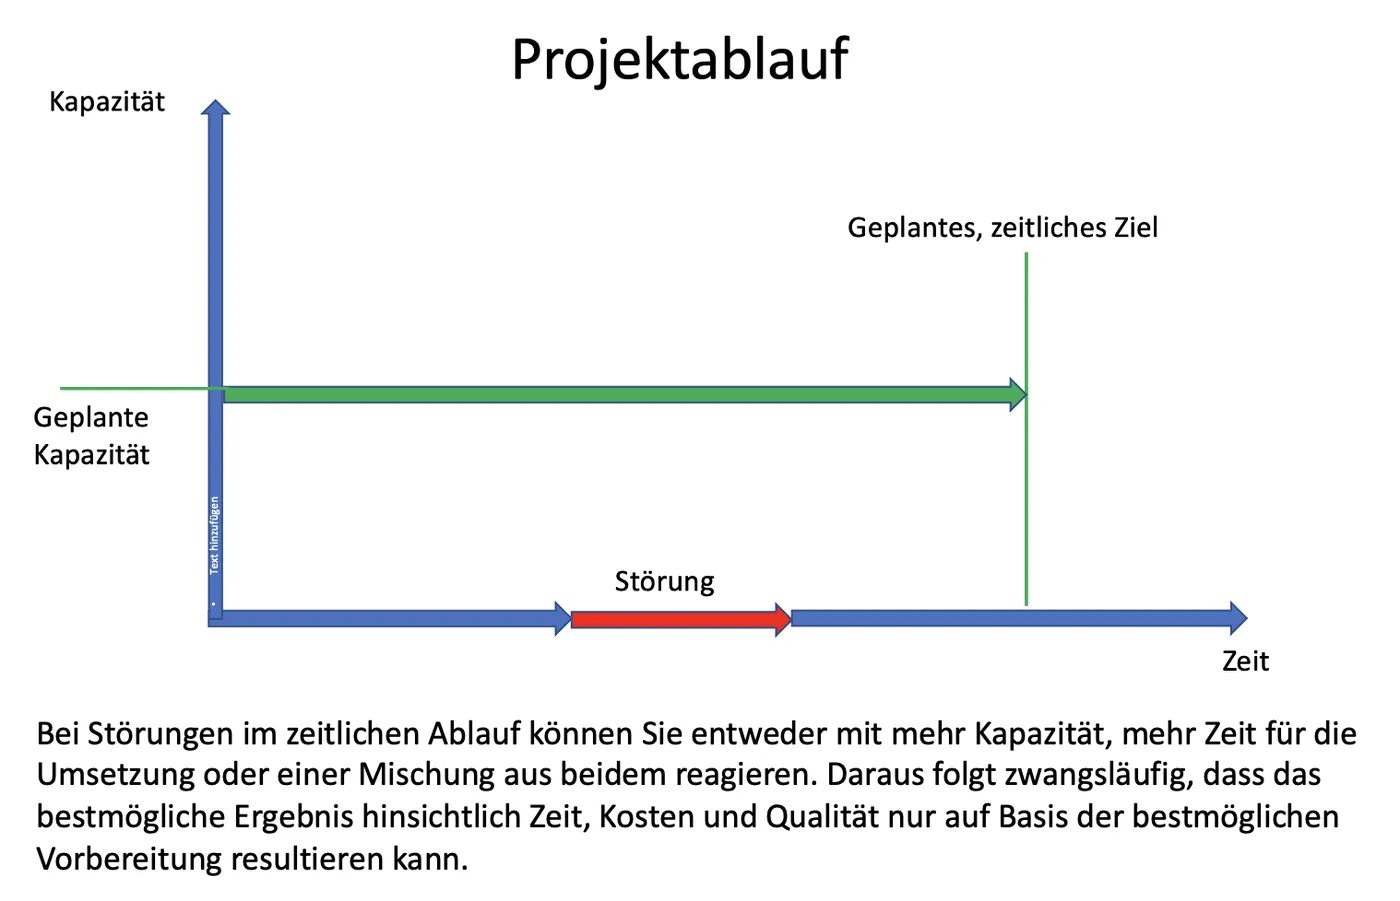 Projektablauf
Kapazität
Geplantes, zeitliches Ziel
Geplante
Kapazität
• Text hinzufügen
Störung
Zeit
Bei Störungen im zeitlichen Ablauf können Sie entweder mit mehr Kapazität, mehr Zeit für die
Umsetzung oder einer Mischung aus beidem reagieren. Daraus folgt zwangsläufig, dass das
bestmögliche Ergebnis hinsichtlich Zeit, Kosten und Qualität nur auf Basis der bestmöglichen
Vorbereitung resultieren kann.